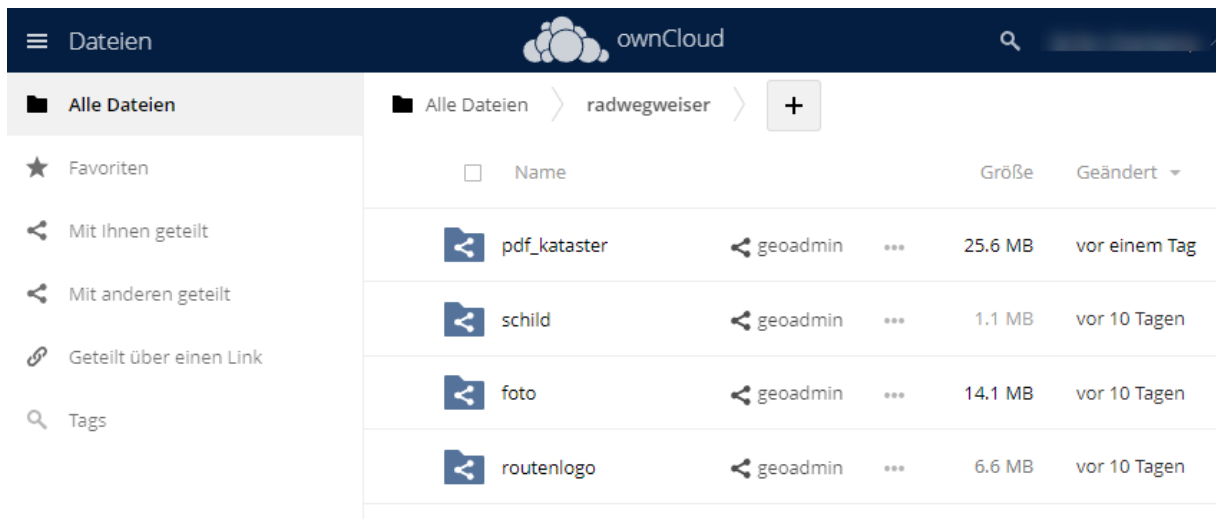 Dateien ownCloud
Alle Dateien
Favoriten
Mit Ihnen geteilt
Mit anderen geteilt
Geteilt über einen Link
Tags
Alle Dateien radwegweiser +
Name Größe Geändert
pdf_kataster geoadmin ... 25.6 MB vor einem Tag
schild geoadmin ... 1.1 MB vor 10 Tagen
foto geoadmin ... 14.1 MB vor 10 Tagen
routenlogo geoadmin ... 6.6 MB vor 10 Tagen